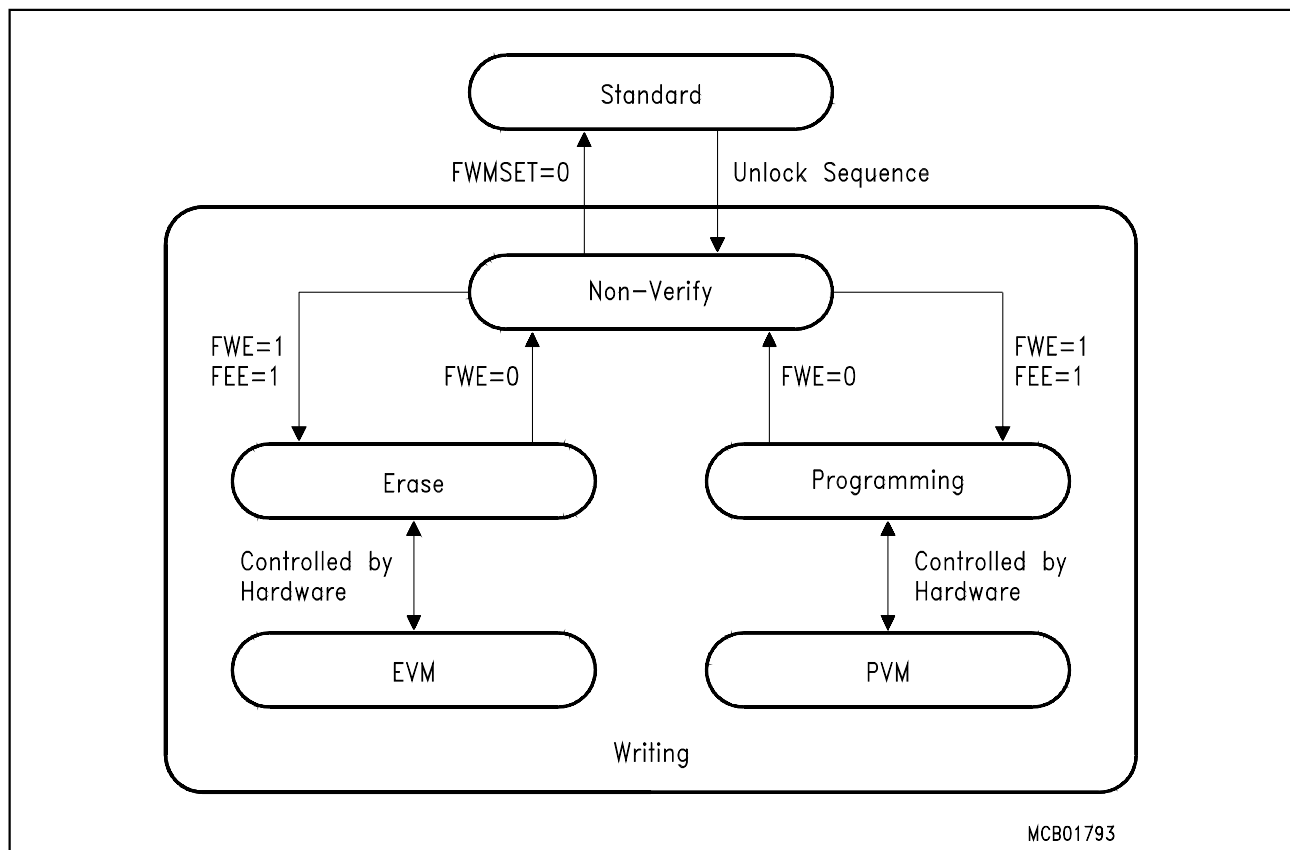 Standard
FWMSET=0
Unlock Sequence
Non-Verify
FWE=1
FEE=1
FWE=0
FWE=0
FWE=1
FEE=1
Erase
Programming
Controlled by
Hardware
Controlled by
Hardware
EVM
PVM
Writing
MCB01793